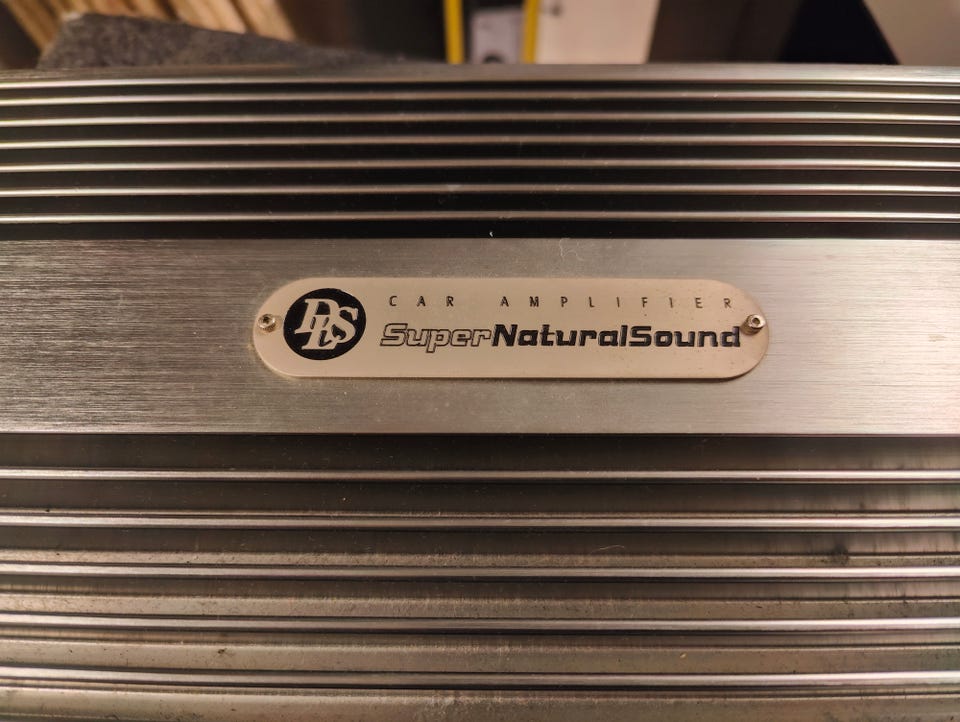 DLS
CAR AMPLIFIER
SuperNaturalSound